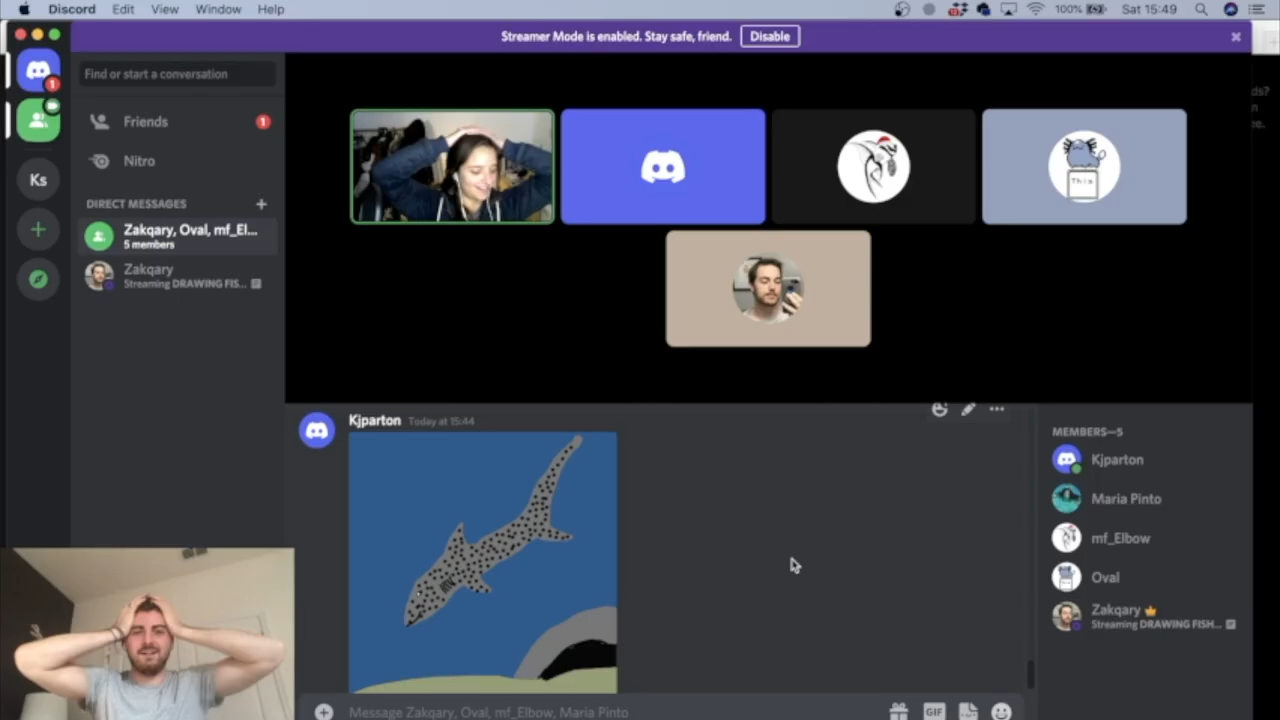 Discord Edit View Window Help
100% Sat 15:49
Streamer Mode is enabled. Stay safe, friend. Disable
1
Find or start a conversation
Friends 1
Nitro
Ks
DIRECT MESSAGES
Zakqary, Oval, mf_El...
5 members
Zakqary
Streaming DRAWING FIS...
This
Kjparton Today at 15:44
MEMBERS—5
Kjparton
Maria Pinto
mf_Elbow
Oval
Zakqary
Streaming DRAWING FISH...
Message Zakqary, Oval, mf_Elbow, Maria Pinto
GIF